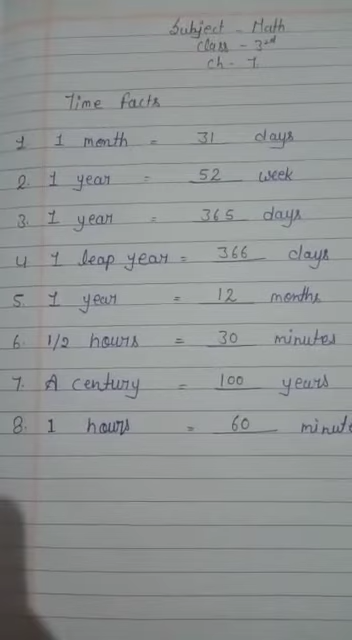 Subject - Math
Class - 3rd
Ch - 7
Time facts
1. 1 month = 31 days
2. 1 year = 52 week
3. 1 year = 365 days
4 1 leap year = 366 days
5. 1 year = 12 months
6. 1/2 hours = 30 minutes
7. A century = 100 years
8. 1 hours = 60 minute